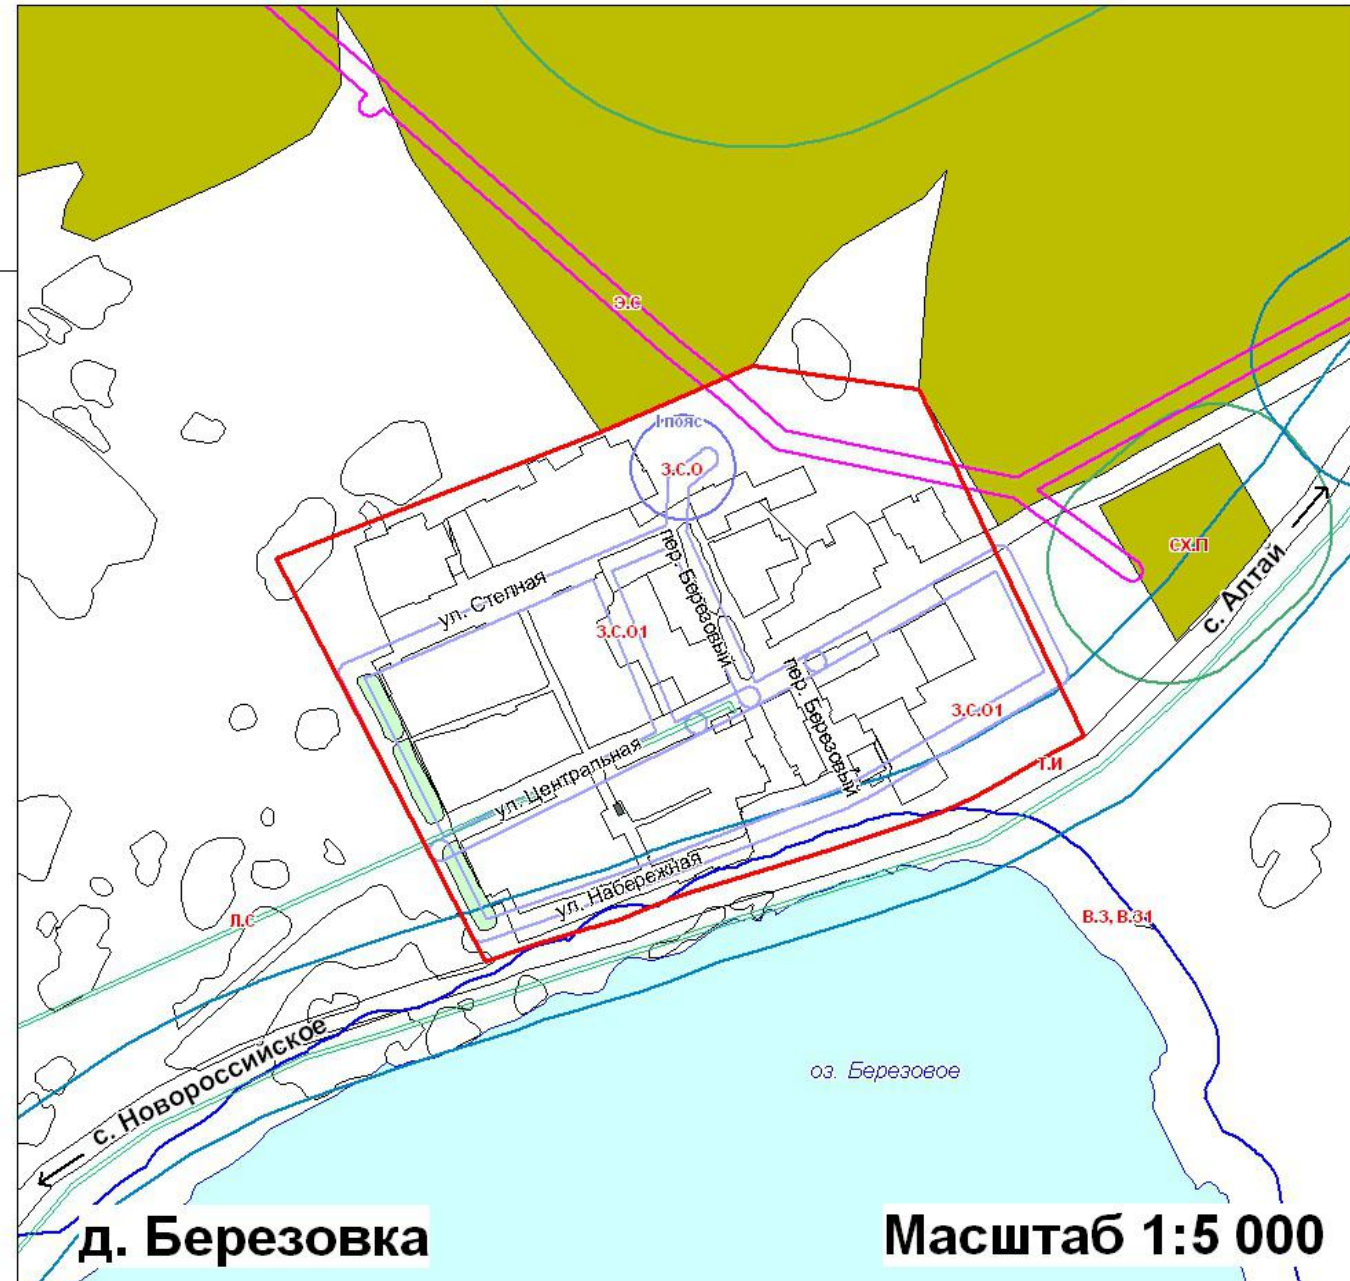 Э.С
I пояс
З.С.О
СХ.П
ул. Степная
пер. Березовый
с. Алтай
З.С.О1
пер. Березовый
З.С.О1
ул. Центральная
Т.И
ул. Набережная
Л.С
В.З, В.З1
с. Новороссийское
оз. Березовое
д. Березовка
Масштаб 1:5 000